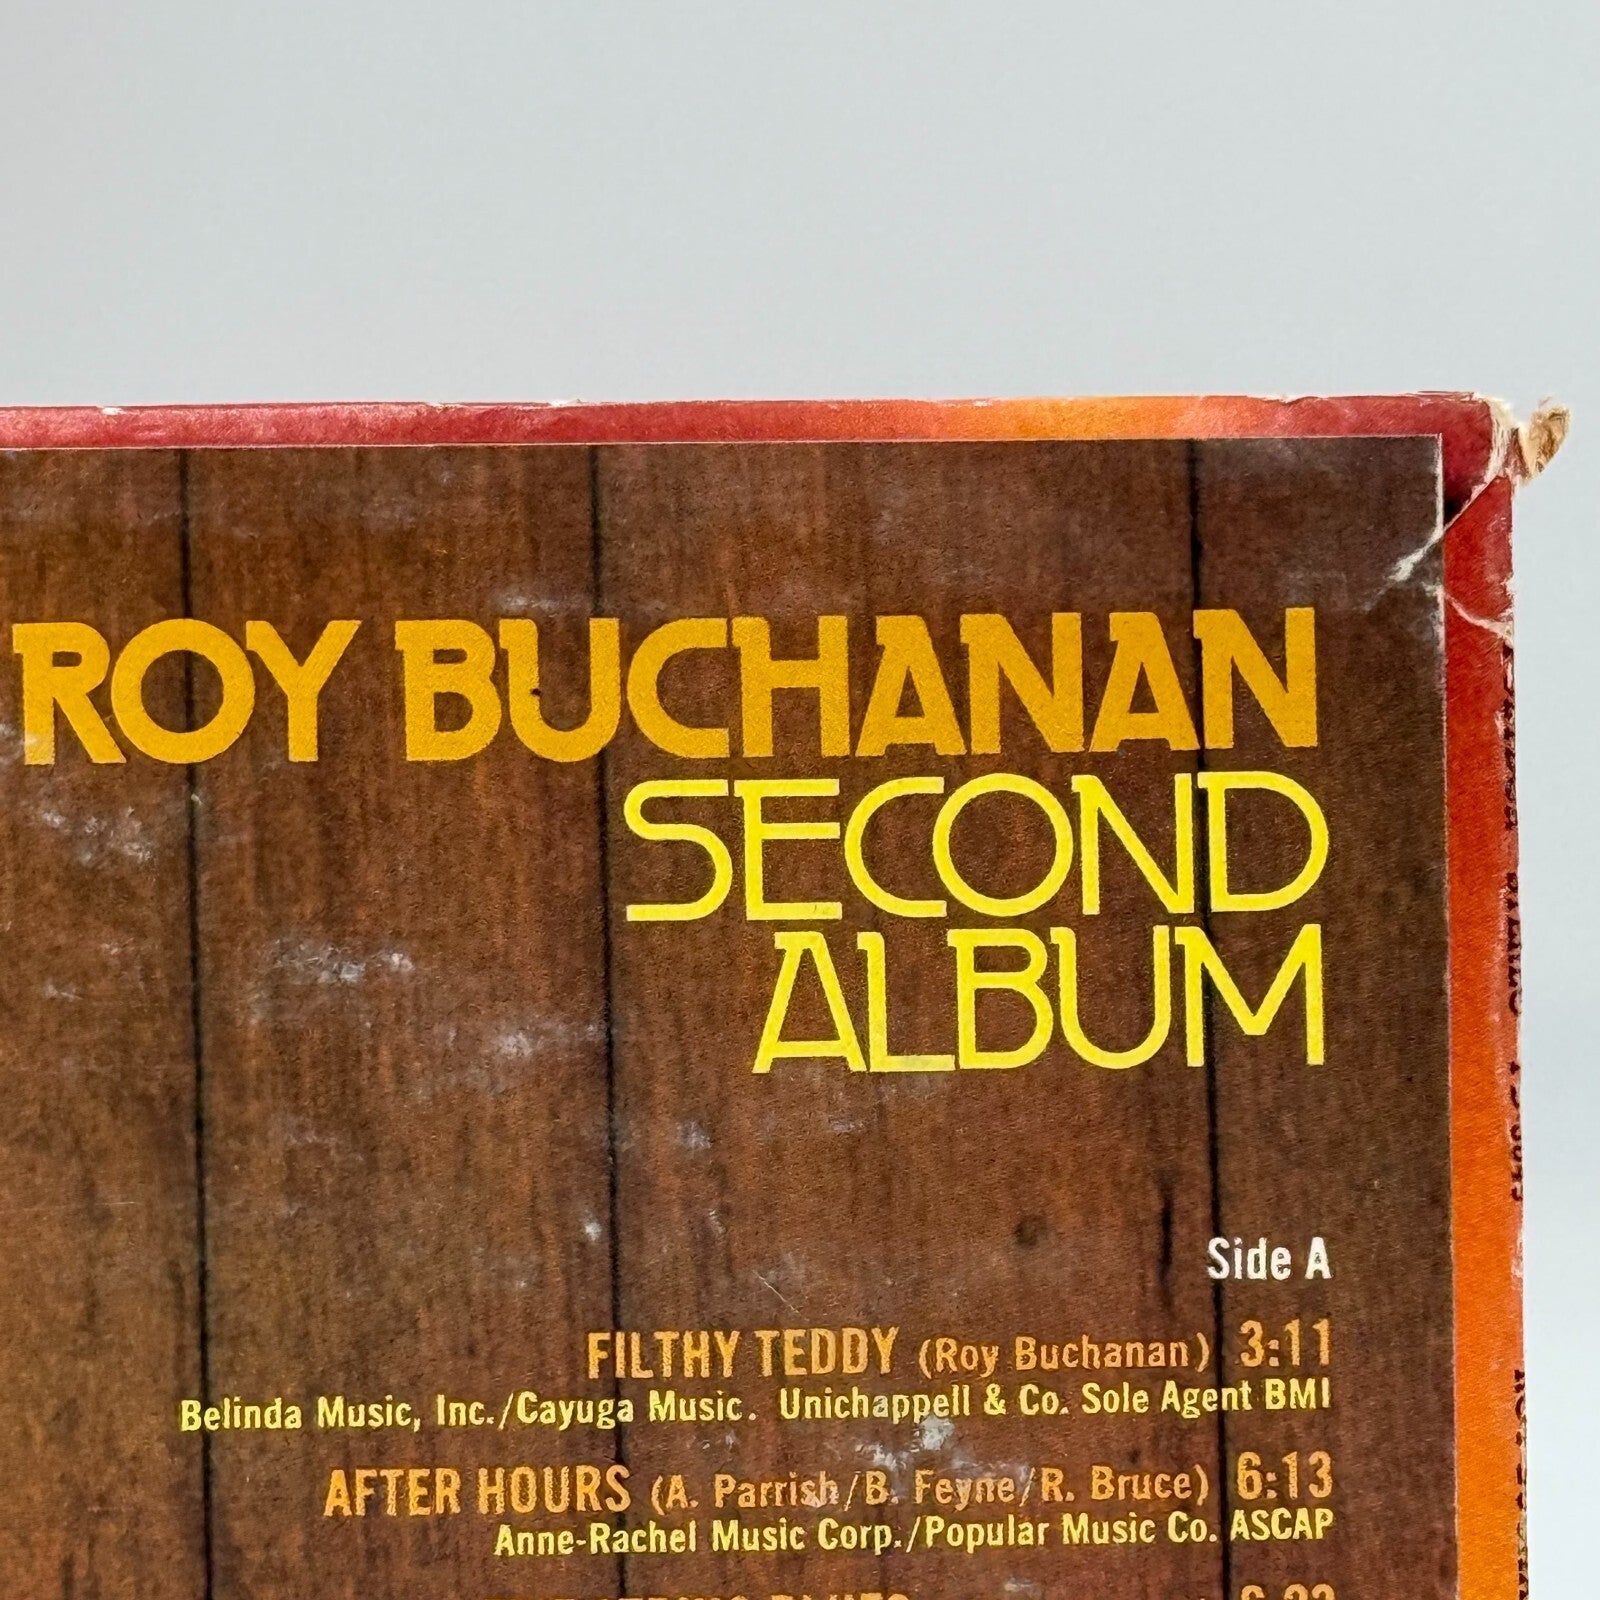 ROY BUCHANAN
SECOND
ALBUM
Side A
FILTHY TEDDY (Roy Buchanan) 3:11
Belinda Music, Inc./Cayuga Music. Unichappell & Co. Sole Agent BMI
AFTER HOURS (A. Parrish/B. Feyne/R. Bruce) 6:13
Anne-Rachel Music Corp./Popular Music Co. ASCAP